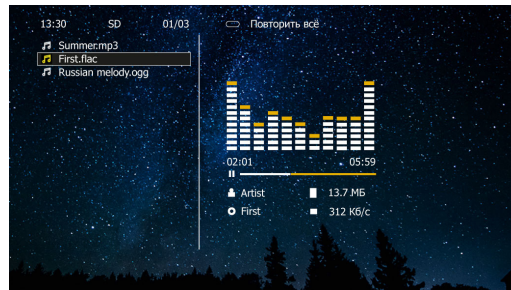 13:30 SD 01/03
Summer.mp3
First.flac
Russian melody.ogg
Повторить всё
02:01 05:59
Artist 13.7 МБ
First 312 Кб/с